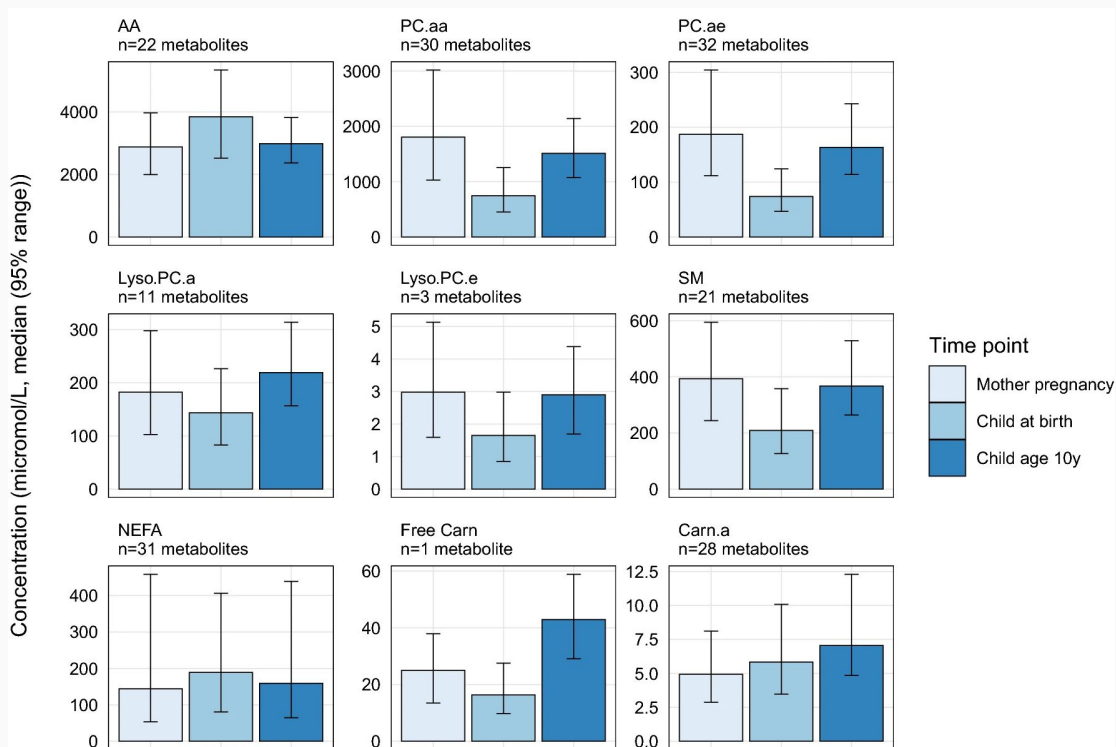 AA
n=22 metabolites
PC.aa
n=30 metabolites
PC.ae
n=32 metabolites
4000
2000
0
3000
2000
1000
0
300
200
100
0
Lyso.PC.a
n=11 metabolites
Lyso.PC.e
n=3 metabolites
SM
n=21 metabolites
300
200
100
0
5
4
3
2
1
0
600
400
200
0
NEFA
n=31 metabolites
Free Carn
n=1 metabolite
Carn.a
n=28 metabolites
400
300
200
100
0
60
40
20
0
12.5
10.0
7.5
5.0
2.5
0.0
Concentration (micromol/L, median (95% range))
Time point
Mother pregnancy
Child at birth
Child age 10y